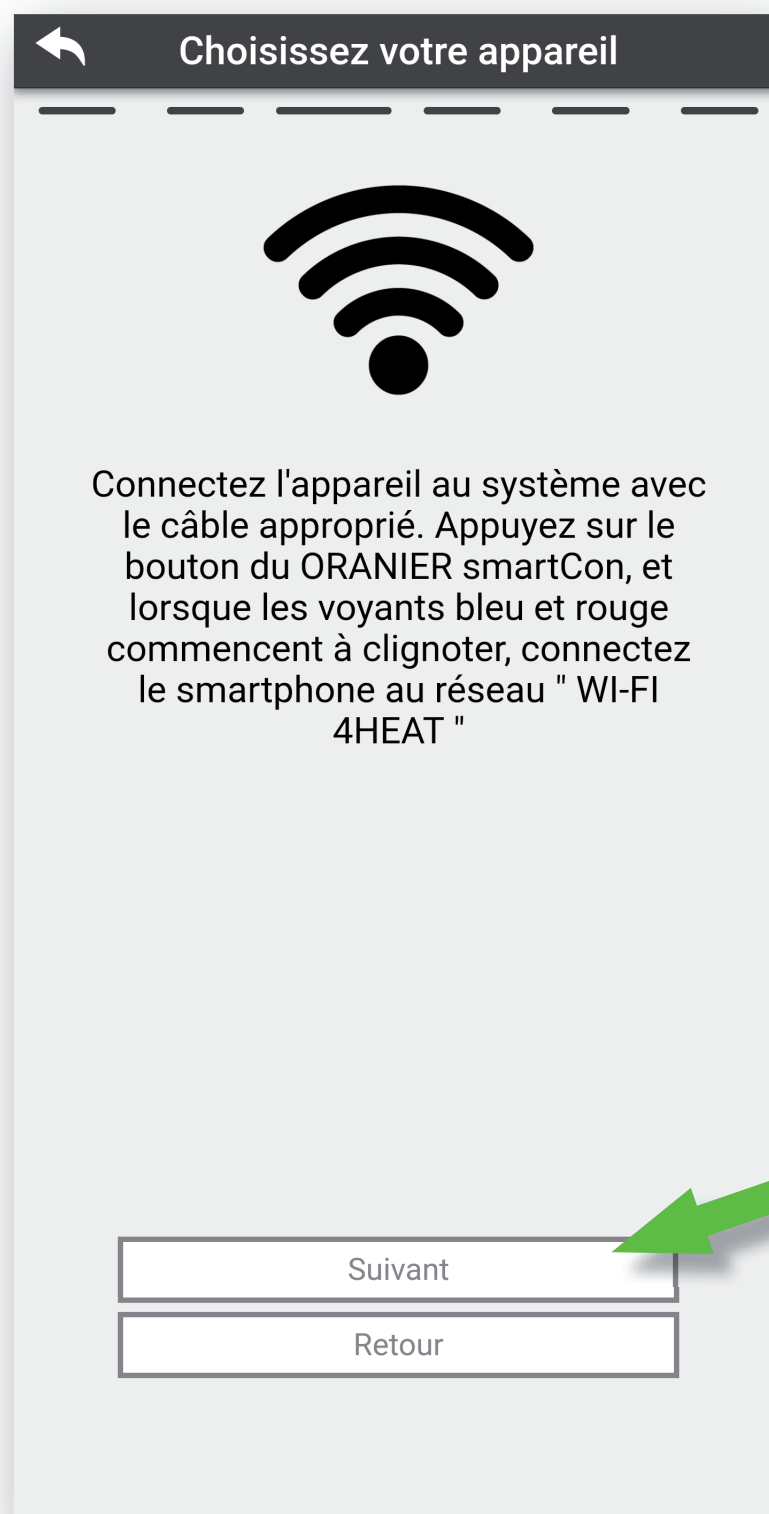 Choisissez votre appareil
Connectez l'appareil au système avec
le câble approprié. Appuyez sur le
bouton du ORANIER smartCon, et
lorsque les voyants bleu et rouge
commencent à clignoter, connectez
le smartphone au réseau " WI-FI
4HEAT "
Suivant
Retour